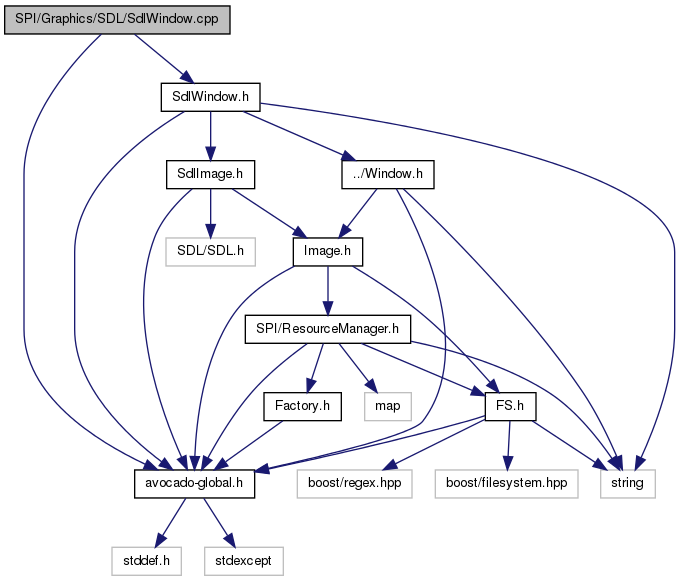 SPI/Graphics/SDL/SdlWindow.cpp
SdlWindow.h
SdlImage.h
../Window.h
SDL/SDL.h
Image.h
SPI/ResourceManager.h
Factory.h
map
FS.h
avocado-global.h
boost/regex.hpp
boost/filesystem.hpp
string
stddef.h
stdexcept